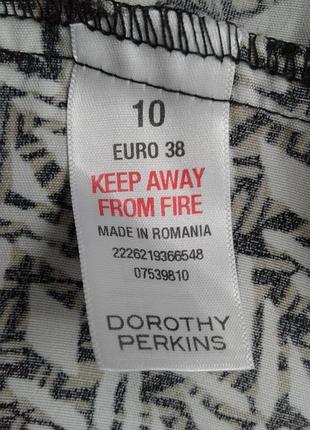 10
EURO 38
KEEP AWAY
FROM FIRE
MADE IN ROMANIA
2226219366548
07539810
DOROTHY
PERKINS